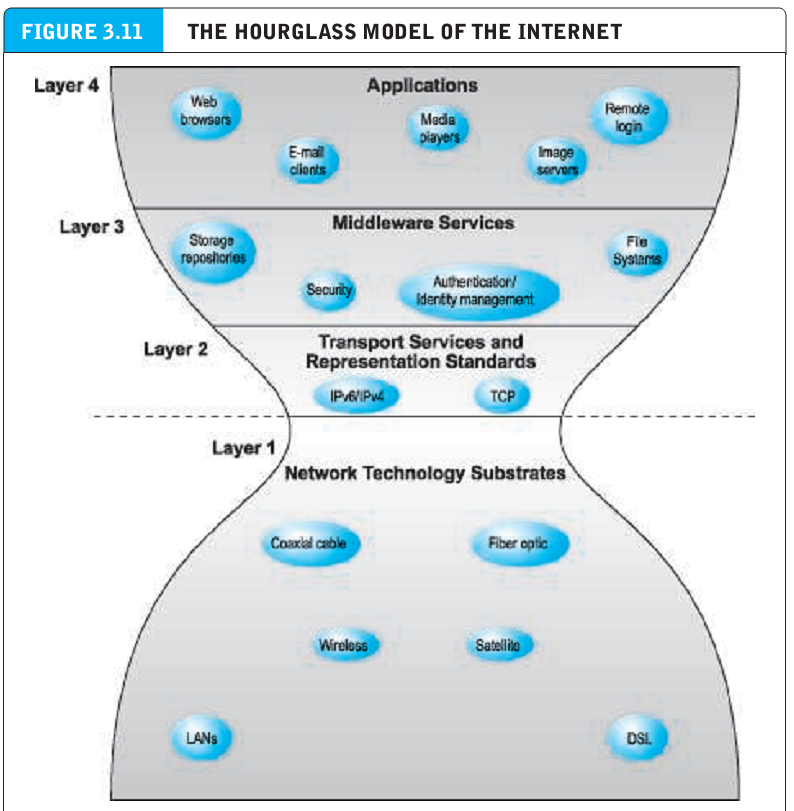 FIGURE 3.11 THE HOURGLASS MODEL OF THE INTERNET
Layer 4
Applications
Web
browsers
Media
players
Remote
login
E-mail
clients
Image
servers
Layer 3
Middleware Services
Storage
repositories
File
Systems
Security
Authentication/
Identity management
Layer 2
Transport Services and
Representation Standards
IPv6/IPv4
TCP
Layer 1
Network Technology Substrates
Coaxial cable
Fiber optic
Wireless
Satellite
LANs
DSL